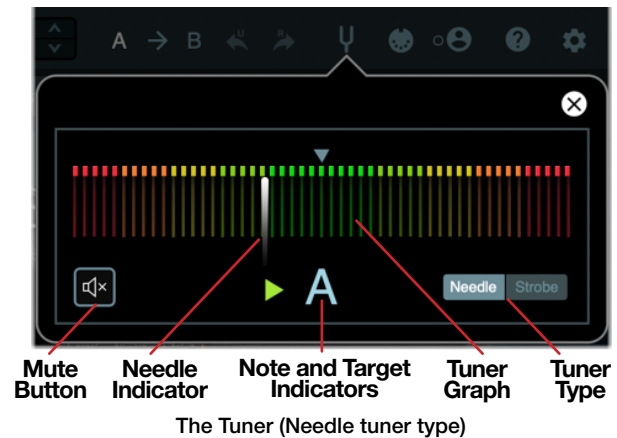 A → B U R O ?
A
Needle Strobe
Mute Button
Needle Indicator
Note and Target Indicators
Tuner Graph
Tuner Type
The Tuner (Needle tuner type)